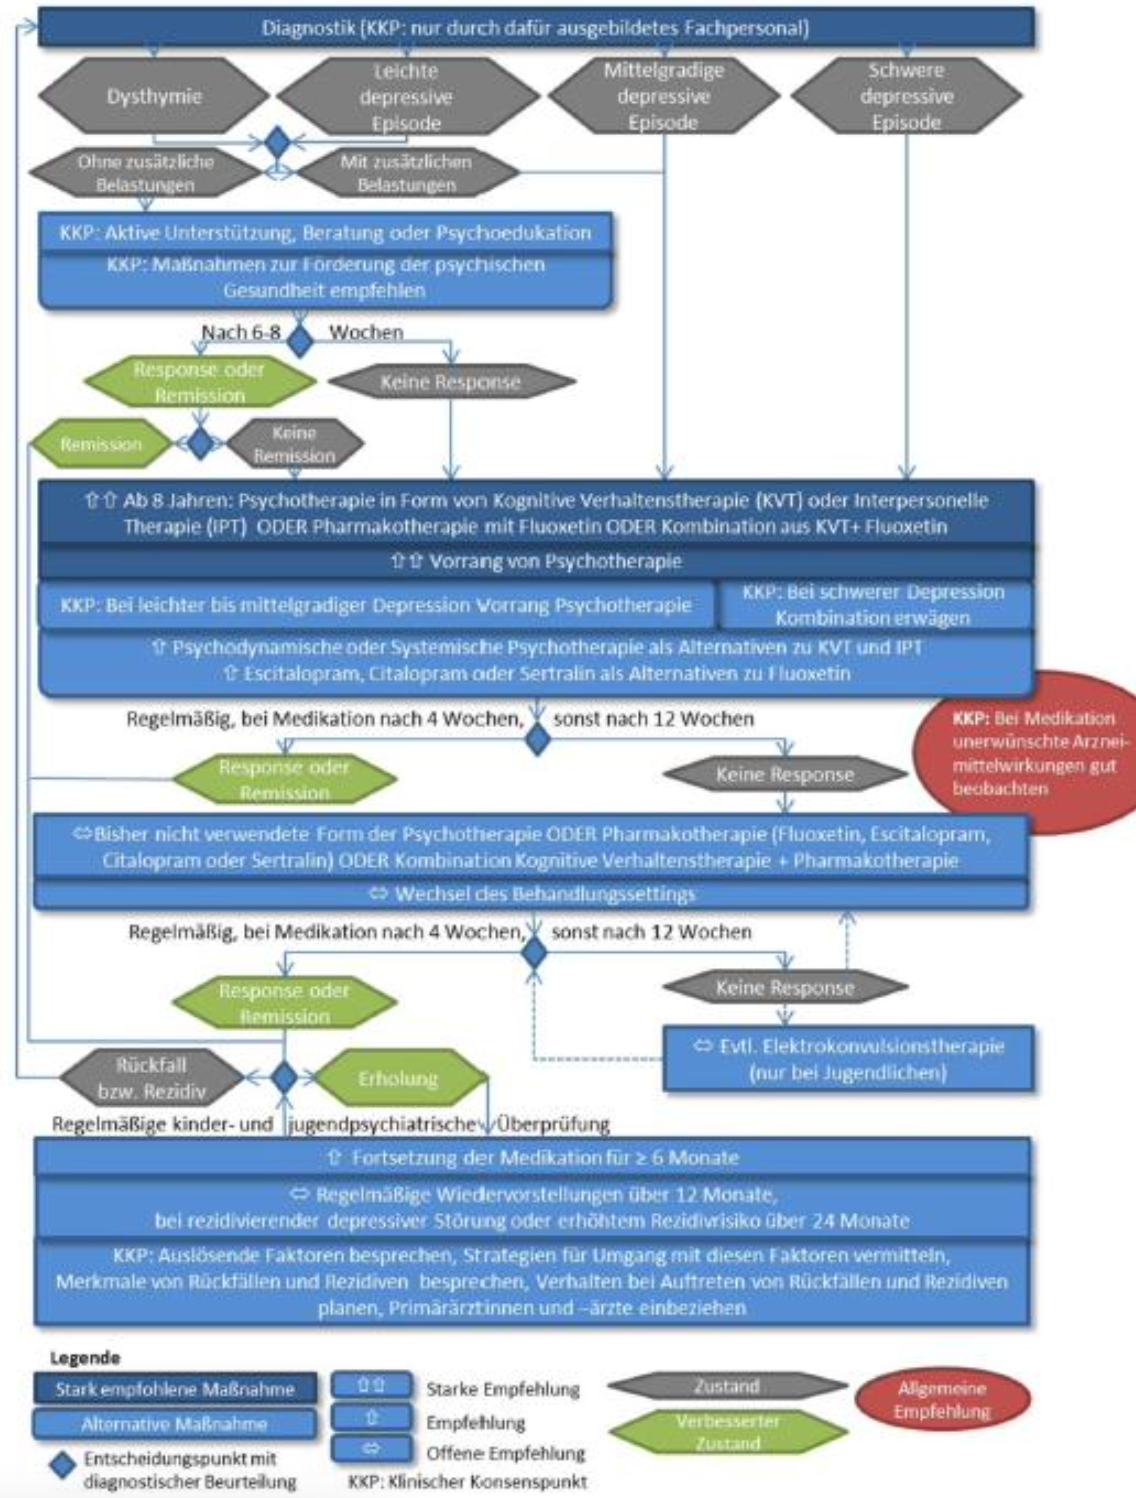 Diagnostik (KKP: nur durch dafür ausgebildetes Fachpersonal)
Dysthymie
Leichte
depressive
Episode
Mittelgradige
depressive
Episode
Schwere
depressive
Episode
Ohne zusätzliche
Belastungen
Mit zusätzlichen
Belastungen
KKP: Aktive Unterstützung, Beratung oder Psychoedukation
KKP: Maßnahmen zur Förderung der psychischen
Gesundheit empfehlen
Nach 6-8 Wochen
Response oder
Remission
Keine Response
Remission
Keine
Remission
⇧⇧ Ab 8 Jahren: Psychotherapie in Form von Kognitive Verhaltenstherapie (KVT) oder Interpersonelle
Therapie (IPT) ODER Pharmakotherapie mit Fluoxetin ODER Kombination aus KVT+ Fluoxetin
⇧⇧ Vorrang von Psychotherapie
KKP: Bei leichter bis mittelgradiger Depression Vorrang Psychotherapie
KKP: Bei schwerer Depression
Kombination erwägen
⇧ Psychodynamische oder Systemische Psychotherapie als Alternativen zu KVT und IPT
⇧ Escitalopram, Citalopram oder Sertralin als Alternativen zu Fluoxetin
Regelmäßig, bei Medikation nach 4 Wochen, sonst nach 12 Wochen
KKP: Bei Medikation
unerwünschte Arznei-
mittelwirkungen gut
beobachten
Response oder
Remission
Keine Response
⇔Bisher nicht verwendete Form der Psychotherapie ODER Pharmakotherapie (Fluoxetin, Escitalopram,
Citalopram oder Sertralin) ODER Kombination Kognitive Verhaltenstherapie + Pharmakotherapie
⇔ Wechsel des Behandlungssettings
Regelmäßig, bei Medikation nach 4 Wochen, sonst nach 12 Wochen
Response oder
Remission
Keine Response
⇔ Evtl. Elektrokonvulsionstherapie
(nur bei Jugendlichen)
Rückfall
bzw. Rezidiv
Erholung
Regelmäßige kinder- und jugendpsychiatrische Überprüfung
⇧ Fortsetzung der Medikation für ≥ 6 Monate
⇔ Regelmäßige Wiedervorstellungen über 12 Monate,
bei rezidivierender depressiver Störung oder erhöhtem Rezidivrisiko über 24 Monate
KKP: Auslösende Faktoren besprechen, Strategien für Umgang mit diesen Faktoren vermitteln,
Merkmale von Rückfällen und Rezidiven besprechen, Verhalten bei Auftreten von Rückfällen und Rezidiven
planen, Primärärztinnen und –ärzte einbeziehen
Legende
Stark empfohlene Maßnahme
Alternative Maßnahme
Entscheidungspunkt mit
diagnostischer Beurteilung
⇧⇧ Starke Empfehlung
⇧ Empfehlung
⇔ Offene Empfehlung
KKP: Klinischer Konsenspunkt
Zustand
Verbesserter
Zustand
Allgemeine
Empfehlung